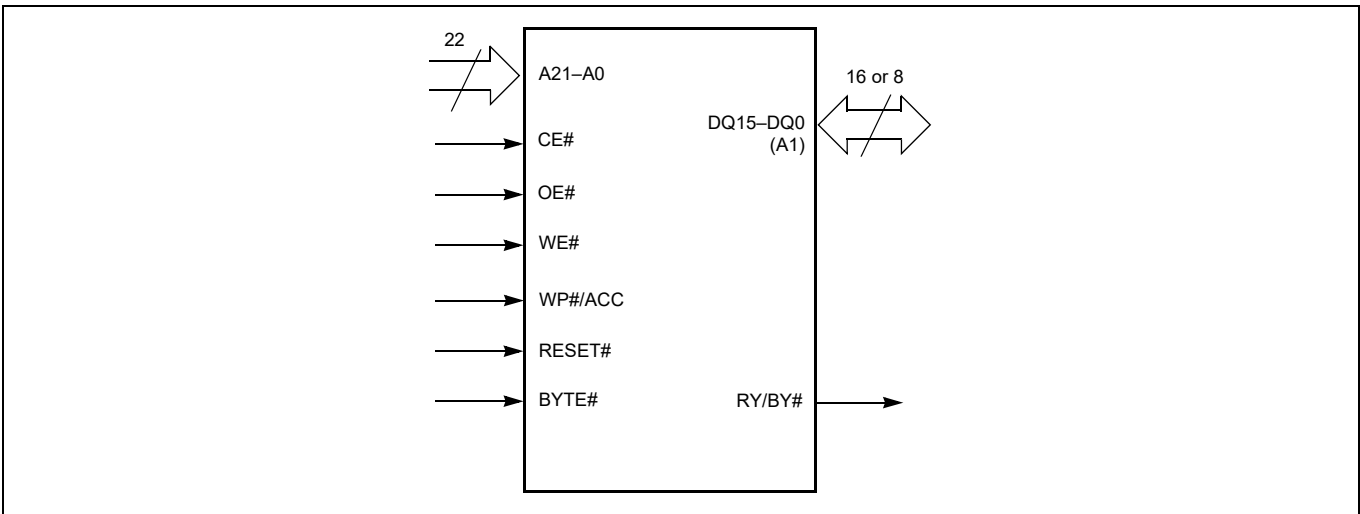 22
A21–A0
16 or 8
DQ15–DQ0
(A1)
CE#
OE#
WE#
WP#/ACC
RESET#
BYTE#
RY/BY#